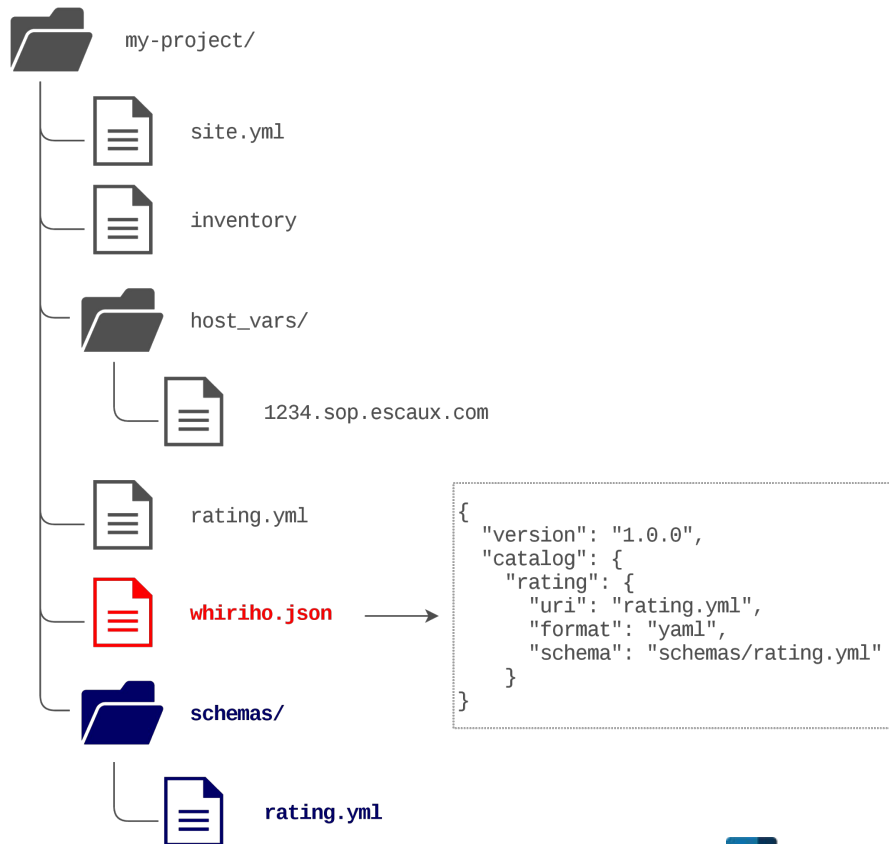 my-project/
site.yml
inventory
host_vars/
1234.sop.escaux.com
rating.yml
whiriho.json
{
  "version": "1.0.0",
  "catalog": {
    "rating": {
      "uri": "rating.yml",
      "format": "yaml",
      "schema": "schemas/rating.yml"
    }
}
schemas/
rating.yml